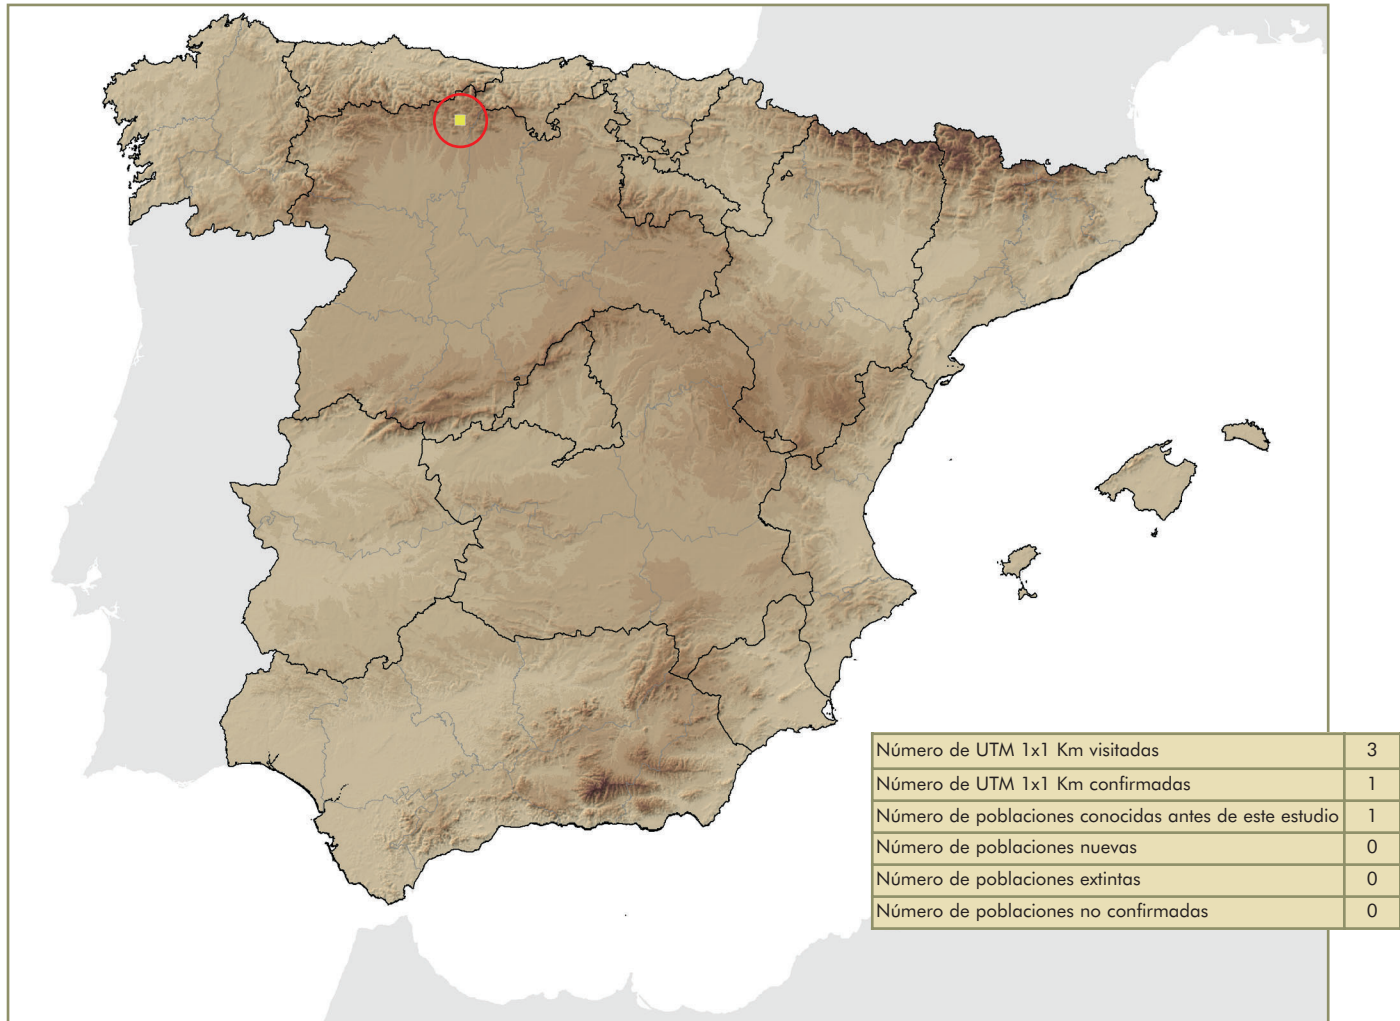 Número de UTM 1x1 Km visitadas 3
Número de UTM 1x1 Km confirmadas 1
Número de poblaciones conocidas antes de este estudio 1
Número de poblaciones nuevas 0
Número de poblaciones extintas 0
Número de poblaciones no confirmadas 0